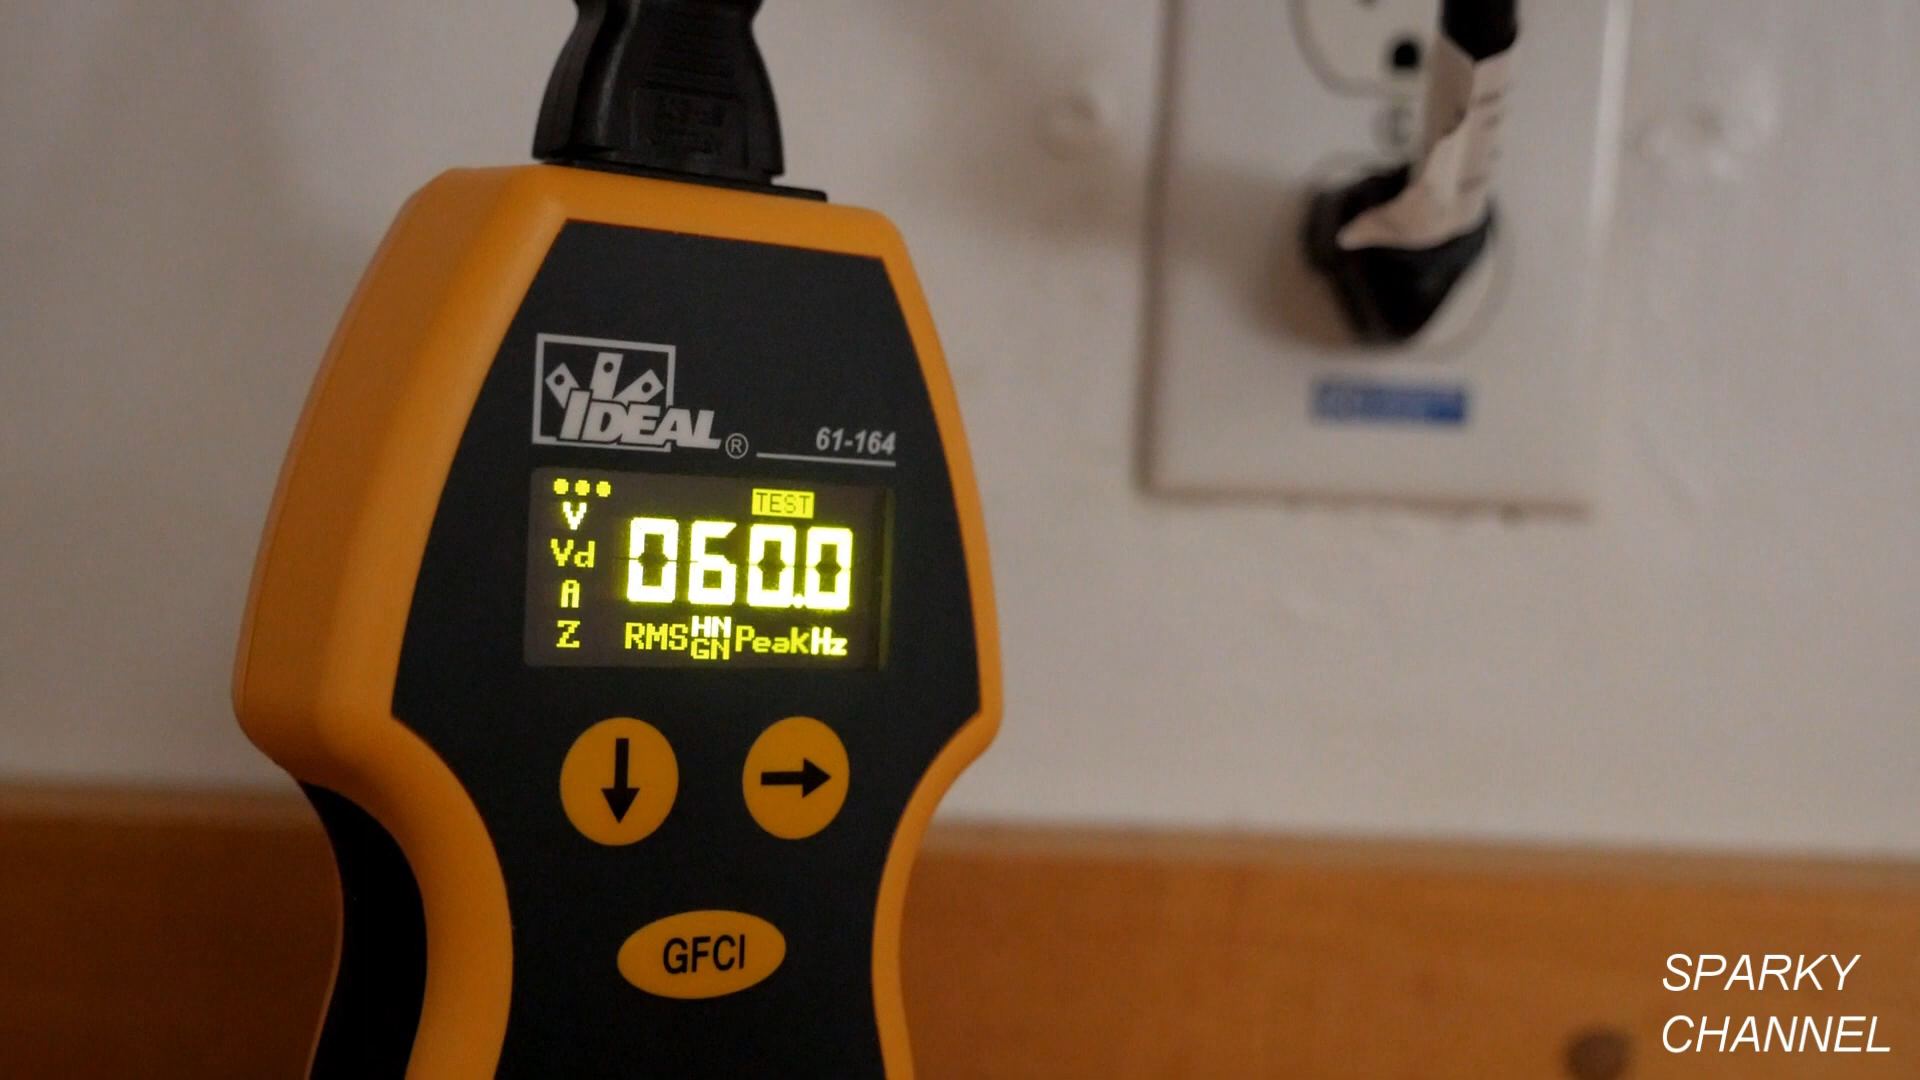 IDEAL®
61-164
TEST
V
060.0
Vd
A
Z
RMS HN GN Peak Hz
GFCI
SPARKY
CHANNEL